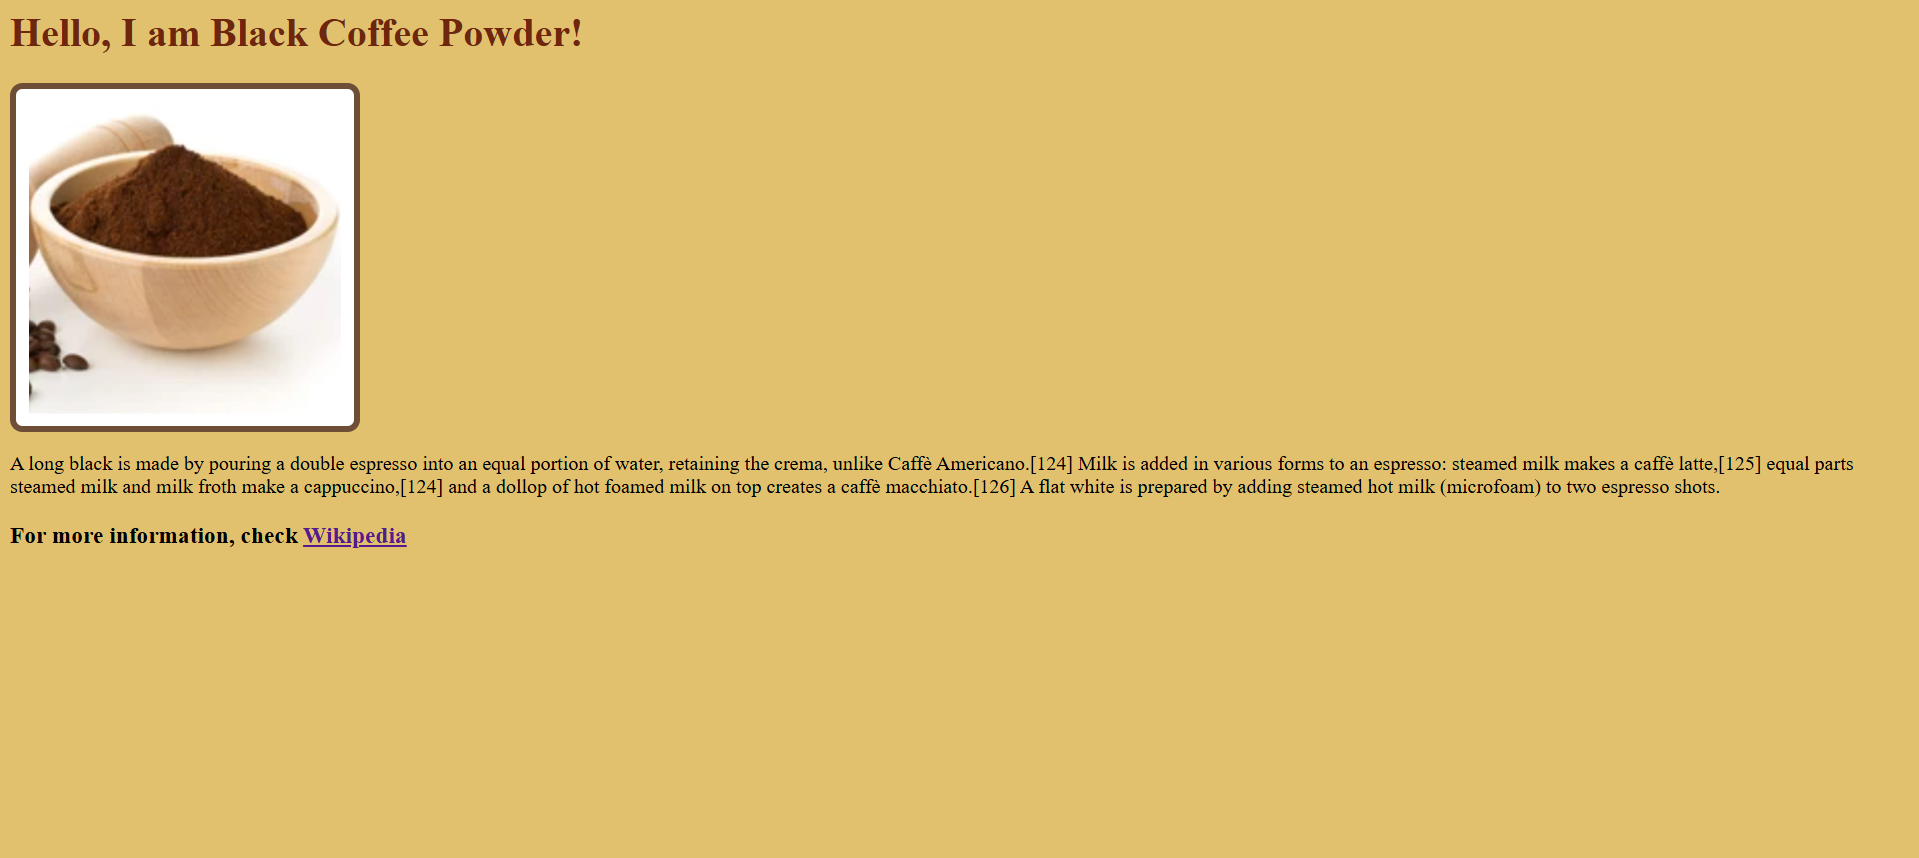 Hello, I am Black Coffee Powder!
A long black is made by pouring a double espresso into an equal portion of water, retaining the crema, unlike Caffè Americano.[124] Milk is added in various forms to an espresso: steamed milk makes a caffè latte,[125] equal parts
steamed milk and milk froth make a cappuccino,[124] and a dollop of hot foamed milk on top creates a caffè macchiato.[126] A flat white is prepared by adding steamed hot milk (microfoam) to two espresso shots.
For more information, check Wikipedia